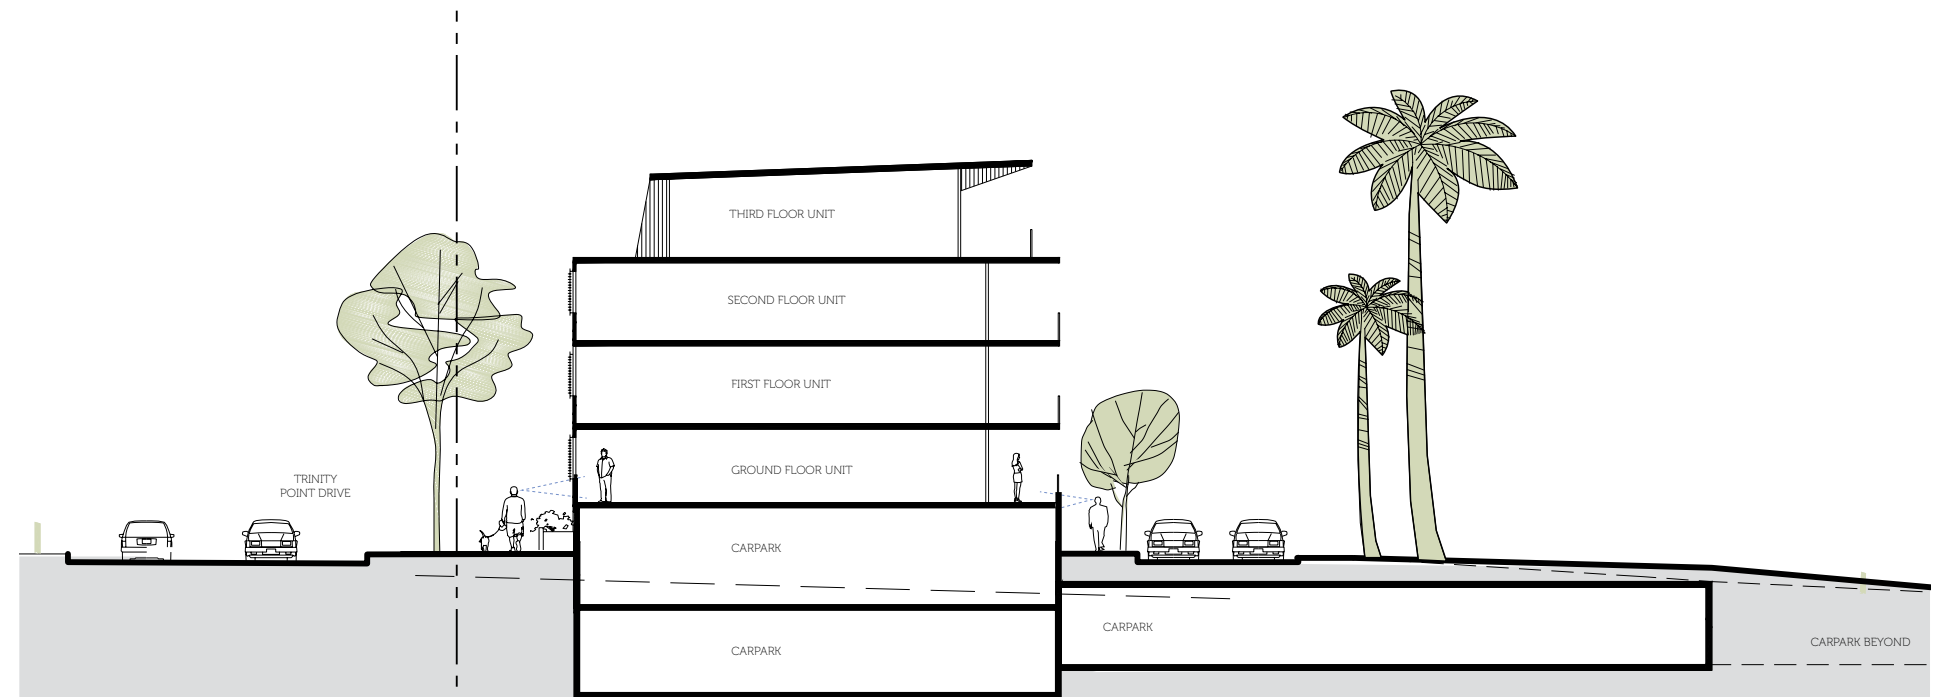 THIRD FLOOR UNIT
SECOND FLOOR UNIT
FIRST FLOOR UNIT
GROUND FLOOR UNIT
TRINITY
POINT DRIVE
CARPARK
CARPARK
CARPARK BEYOND
CARPARK